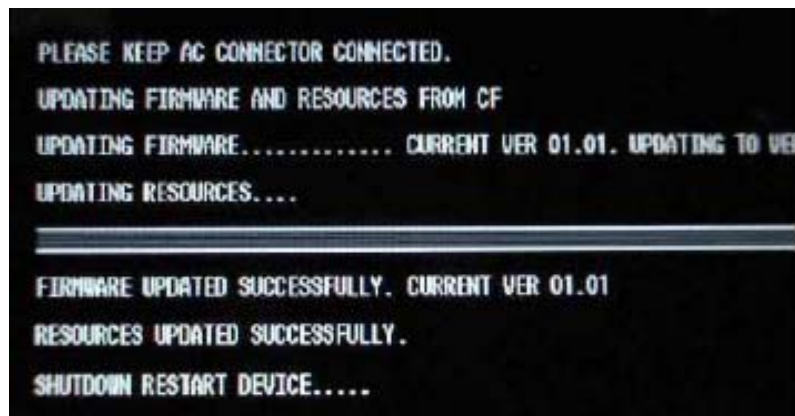 PLEASE KEEP AC CONNECTOR CONNECTED.
UPDATING FIRMWARE AND RESOURCES FROM CF
UPDATING FIRMWARE............. CURRENT VER 01.01. UPDATING TO VE
UPDATING RESOURCES....
FIRMWARE UPDATED SUCCESSFULLY. CURRENT VER 01.01
RESOURCES UPDATED SUCCESSFULLY.
SHUTDOWN RESTART DEVICE.....